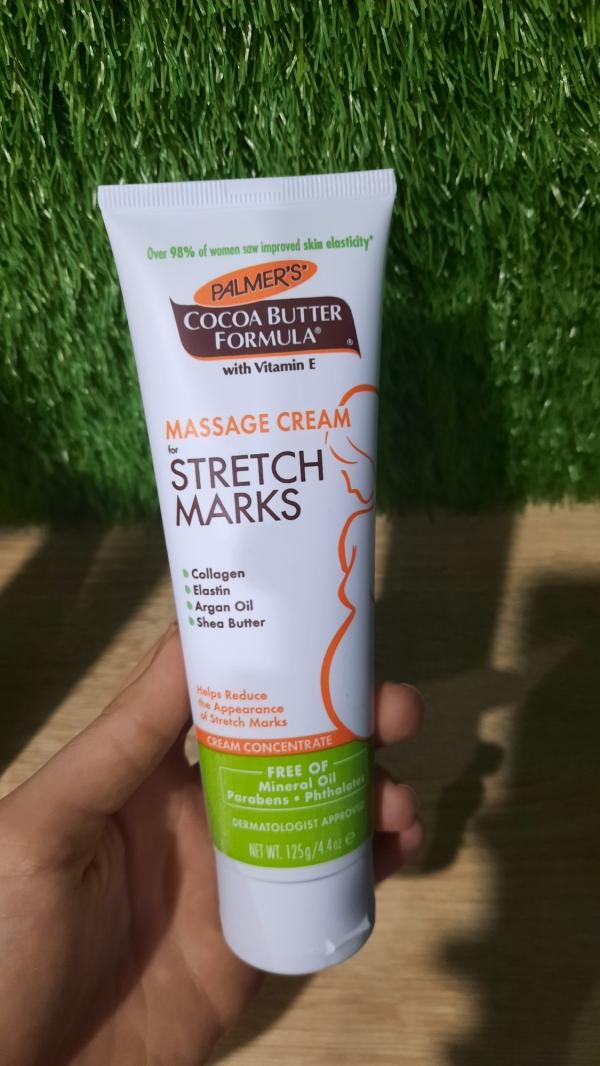 Over 98% of women saw improved skin elasticity*
PALMER'S®
COCOA BUTTER
FORMULA®
®
with Vitamin E
MASSAGE CREAM
for
STRETCH
MARKS
Collagen
Elastin
Argan Oil
Shea Butter
Helps Reduce
the Appearance
of Stretch Marks
CREAM CONCENTRATE
FREE OF
Mineral Oil
Parabens • Phthalates
DERMATOLOGIST APPROVED
NET WT. 125g/4.4oz ℮